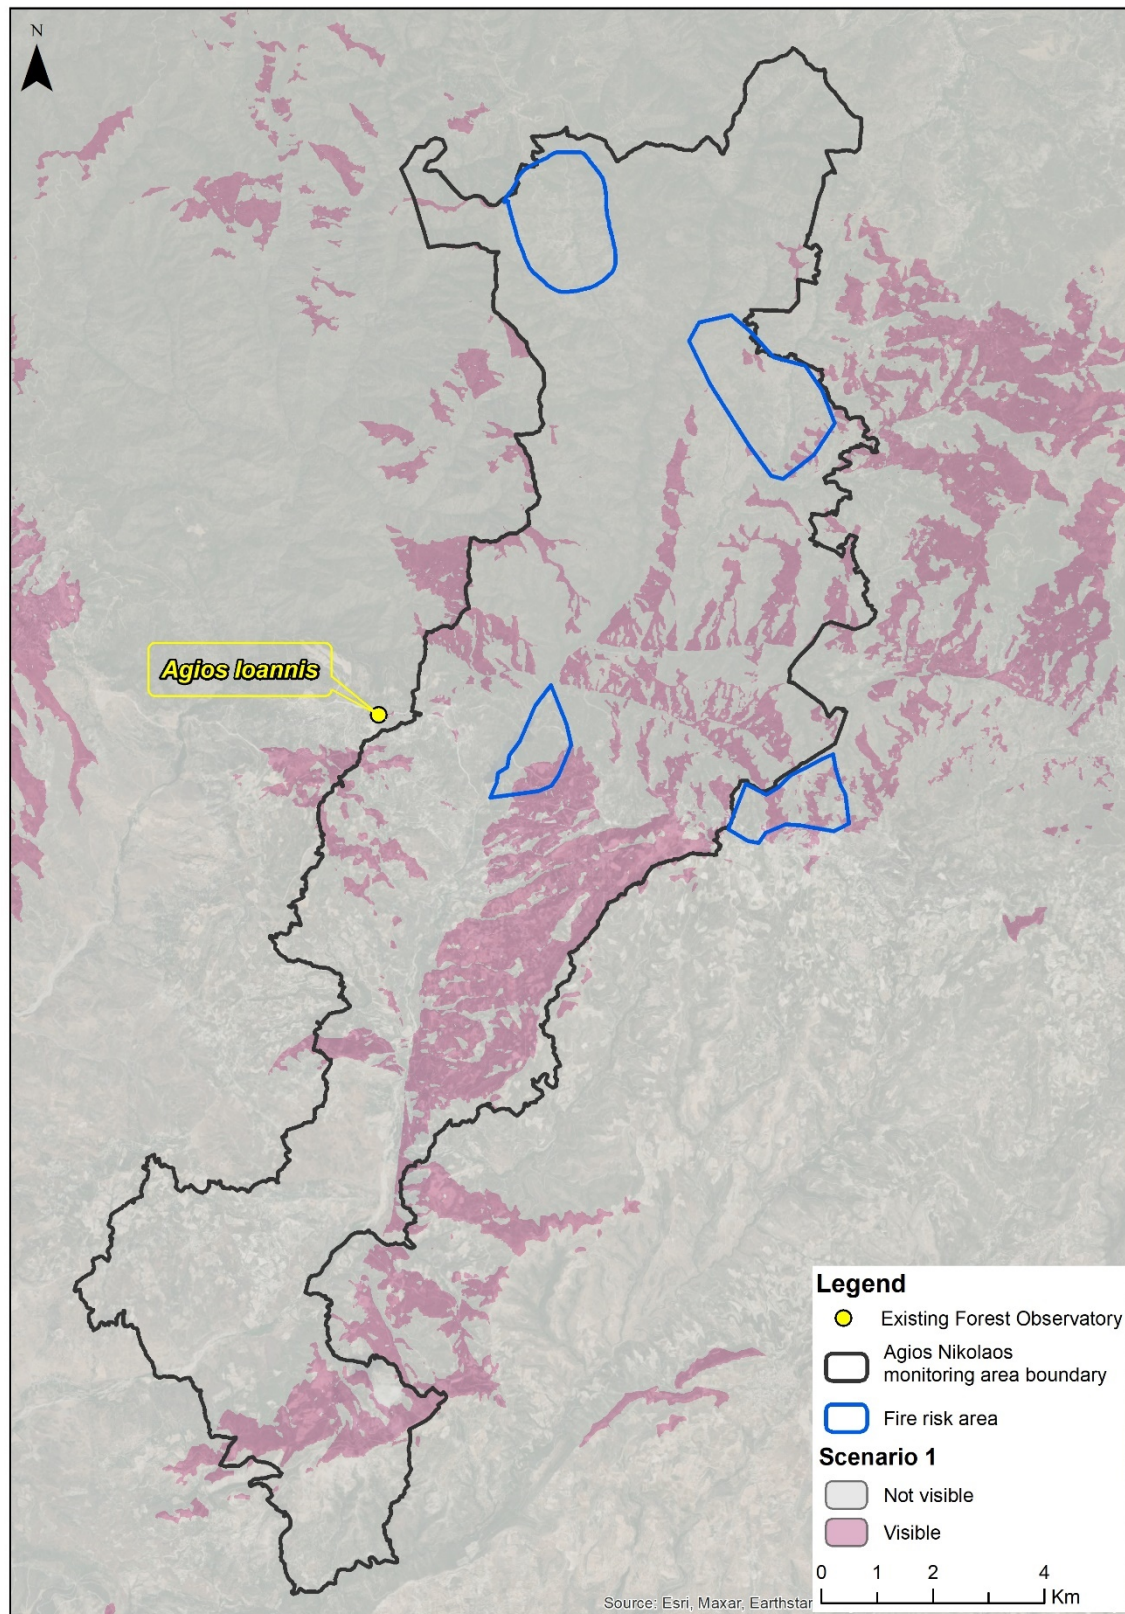 N
Agios Ioannis
Legend
Existing Forest Observatory
Agios Nikolaos
monitoring area boundary
Fire risk area
Scenario 1
Not visible
Visible
0 1 2 4
Km
Source: Esri, Maxar, Earthstar